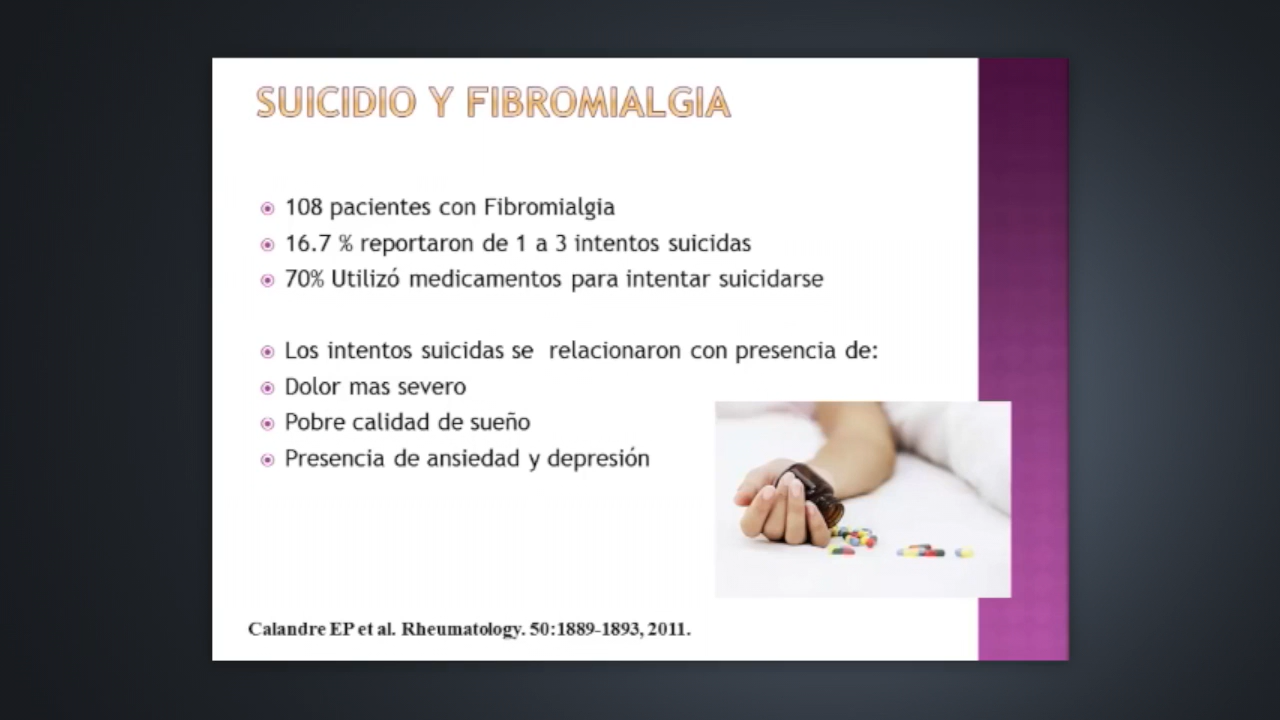 SUICIDIO Y FIBROMIALGIA
108 pacientes con Fibromialgia
16.7 % reportaron de 1 a 3 intentos suicidas
70% Utilizó medicamentos para intentar suicidarse
Los intentos suicidas se relacionaron con presencia de:
Dolor mas severo
Pobre calidad de sueño
Presencia de ansiedad y depresión
Calandre EP et al. Rheumatology. 50:1889-1893, 2011.